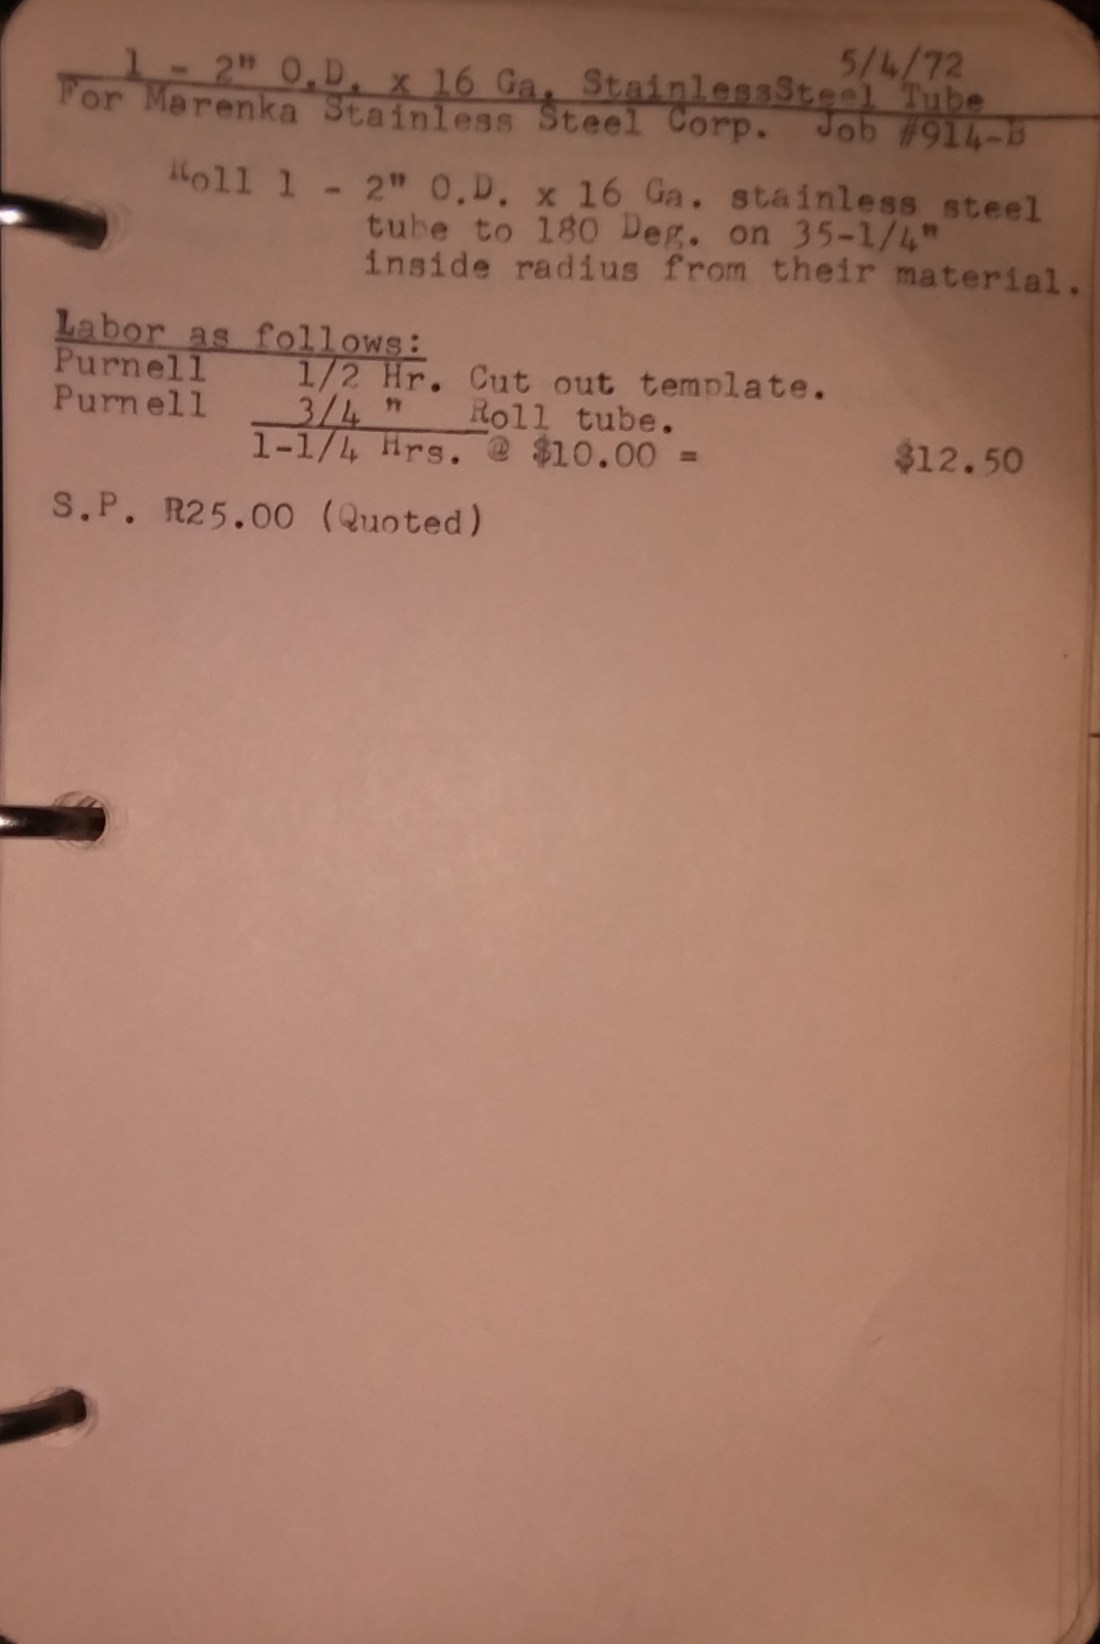 5/4/72
1 - 2" O.D. x 16 Ga. StainlessSteel Tube
For Marenka Stainless Steel Corp. Job #914-B
Roll 1 - 2" O.D. x 16 Ga. stainless steel
tube to 180 Deg. on 35-1/4"
inside radius from their material.
Labor as follows:
Purnell 1/2 Hr. Cut out template.
Purnell 3/4 " Roll tube.
1-1/4 Hrs. @ $10.00 = $12.50
S.P. R25.00 (Quoted)